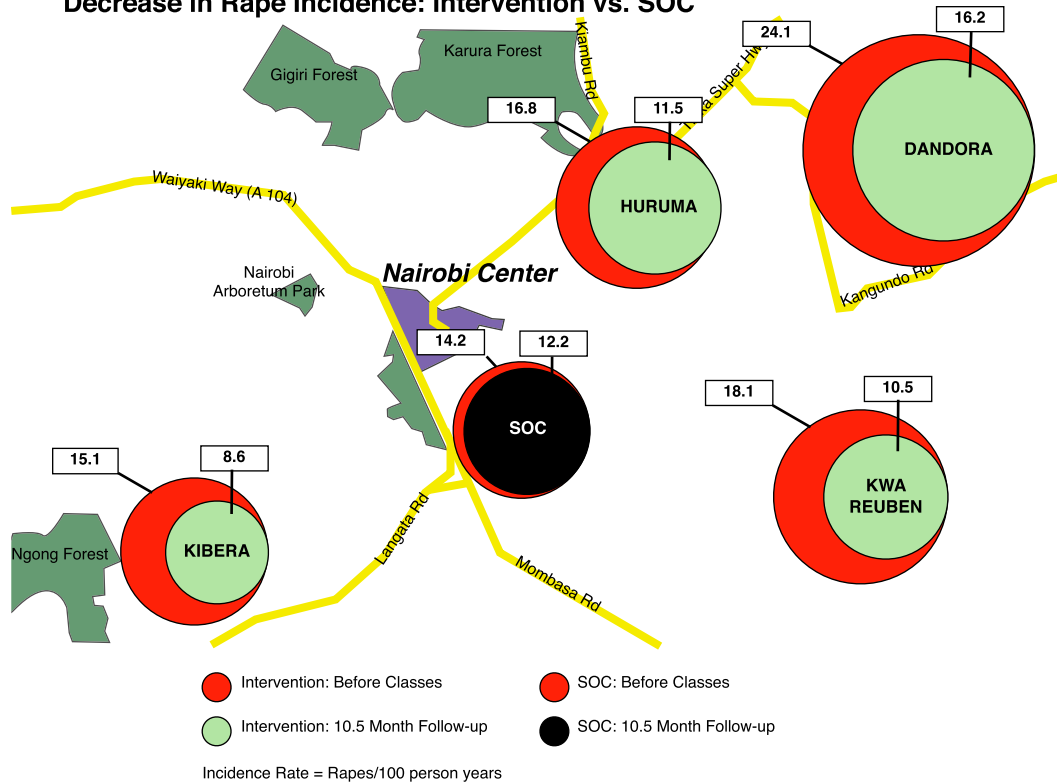 Decrease in Rape Incidence: Intervention vs. SOC
16.2
24.1
Kiambu Rd
Karura Forest
Gigiri Forest
Thika Super Hwy
16.8
11.5
DANDORA
Waiyaki Way (A 104)
HURUMA
Nairobi Center
Nairobi
Arboretum Park
Kangundo Rd
14.2
12.2
18.1
10.5
SOC
15.1
8.6
KWA
REUBEN
Langata Rd
Ngong Forest
KIBERA
Mombasa Rd
Intervention: Before Classes
SOC: Before Classes
Intervention: 10.5 Month Follow-up
SOC: 10.5 Month Follow-up
Incidence Rate = Rapes/100 person years